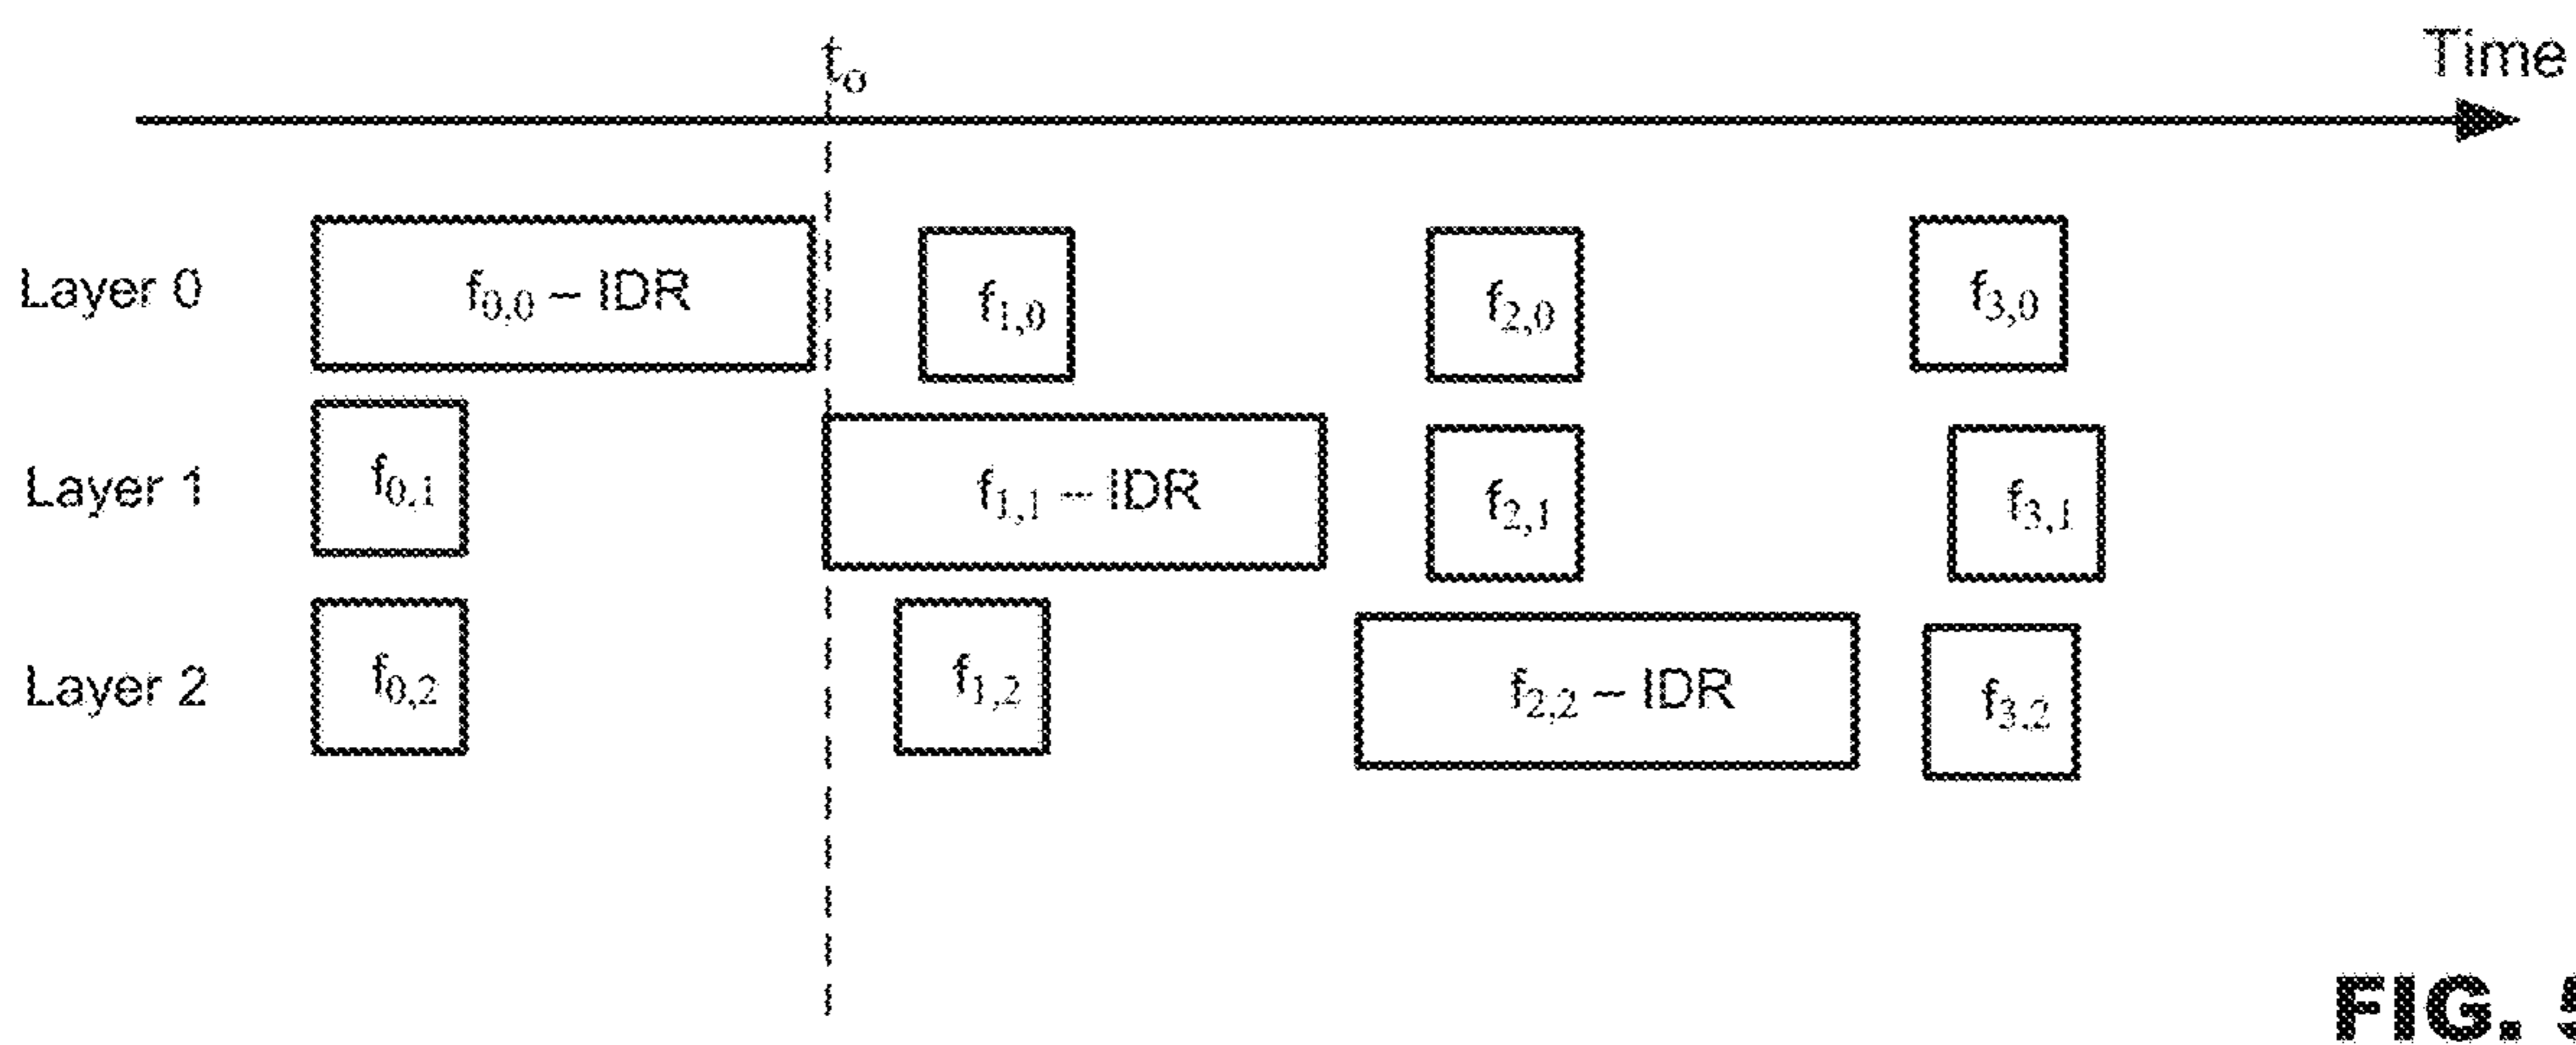 Time
t₀
Layer 0 f₀,₀ – IDR f₁,₀ f₂,₀ f₃,₀
Layer 1 f₀,₁ f₁,₁ – IDR f₂,₁ f₃,₁
Layer 2 f₀,₂ f₁,₂ f₂,₂ – IDR f₃,₂
FIG.